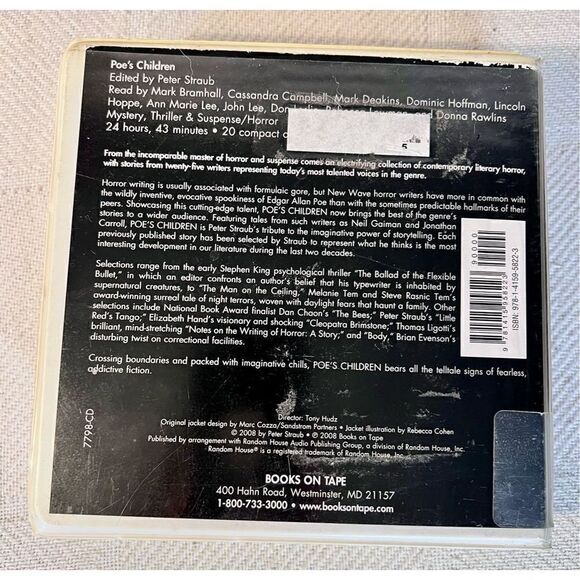 Poe's Children
Edited by Peter Straub
Read by Mark Bramhall, Cassandra Campbell, Mark Deakins, Dominic Hoffman, Lincoln
Hoppe, Ann Marie Lee, John Lee, and Donna Rawlins
Mystery, Thriller & Suspense/Horror
24 hours, 43 minutes • 20 compact
From the incomparable master of horror and suspense comes an electrifying collection of contemporary literary horror,
with stories from twenty-five writers representing today's most talented voices in the genre.
Horror writing is usually associated with formulaic gore, but New Wave horror writers have more in common with
the wildly inventive, evocative spookiness of Edgar Allan Poe than with the sometimes predictable hallmarks of their
peers. Showcasing this cutting-edge talent, POE'S CHILDREN now brings the best of the genre's
stories to a wider audience. Featuring tales from such writers as Neil Gaiman and Jonathan
Carroll, POE'S CHILDREN is Peter Straub's tribute to the imaginative power of storytelling. Each
previously published story has been selected by Straub to represent what he thinks is the most
interesting development in our literature during the last two decades.
Selections range from the early Stephen King psychological thriller "The Ballad of the Flexible
Bullet," in which an editor confronts an author's belief that his typewriter is inhabited by
supernatural creatures, to "The Man on the Ceiling," Melanie Tem and Steve Rasnic Tem's
award-winning surreal tale of night terrors, woven with daylight fears that haunt a family. Other
selections include National Book Award finalist Dan Chaon's "The Bees;" Peter Straub's "Little
Red's Tango;" Elizabeth Hand's visionary and shocking "Cleopatra Brimstone;" Thomas Ligotti's
brilliant, mind-stretching "Notes on the Writing of Horror: A Story;" and "Body," Brian Evenson's
disturbing twist on correctional facilities.
Crossing boundaries and packed with imaginative chills, POE'S CHILDREN bears all the telltale signs of fearless,
addictive fiction.
90000
9 781415 958223
ISBN: 978-1-4159-5822-3
7798-CD
Director: Tony Hudz
Original jacket design by Marc Cozza/Sandstrom Partners • Jacket illustration by Rebecca Cohen
© 2008 by Peter Straub • ℗ 2008 Books on Tape
Published by arrangement with Random House Audio Publishing Group, a division of Random House, Inc.
Random House® is a registered trademark of Random House, Inc.
BOOKS ON TAPE
400 Hahn Road, Westminster, MD 21157
1-800-733-3000 • www.booksontape.com